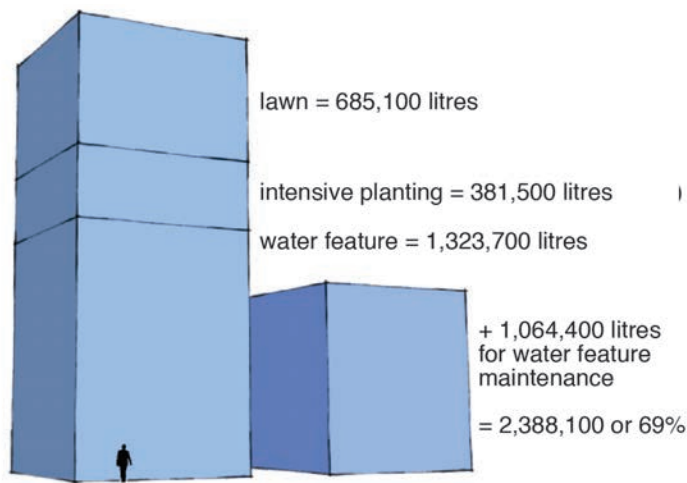 lawn = 685,100 litres
intensive planting = 381,500 litres )
water feature = 1,323,700 litres
+ 1,064,400 litres
for water feature
maintenance
= 2,388,100 or 69%